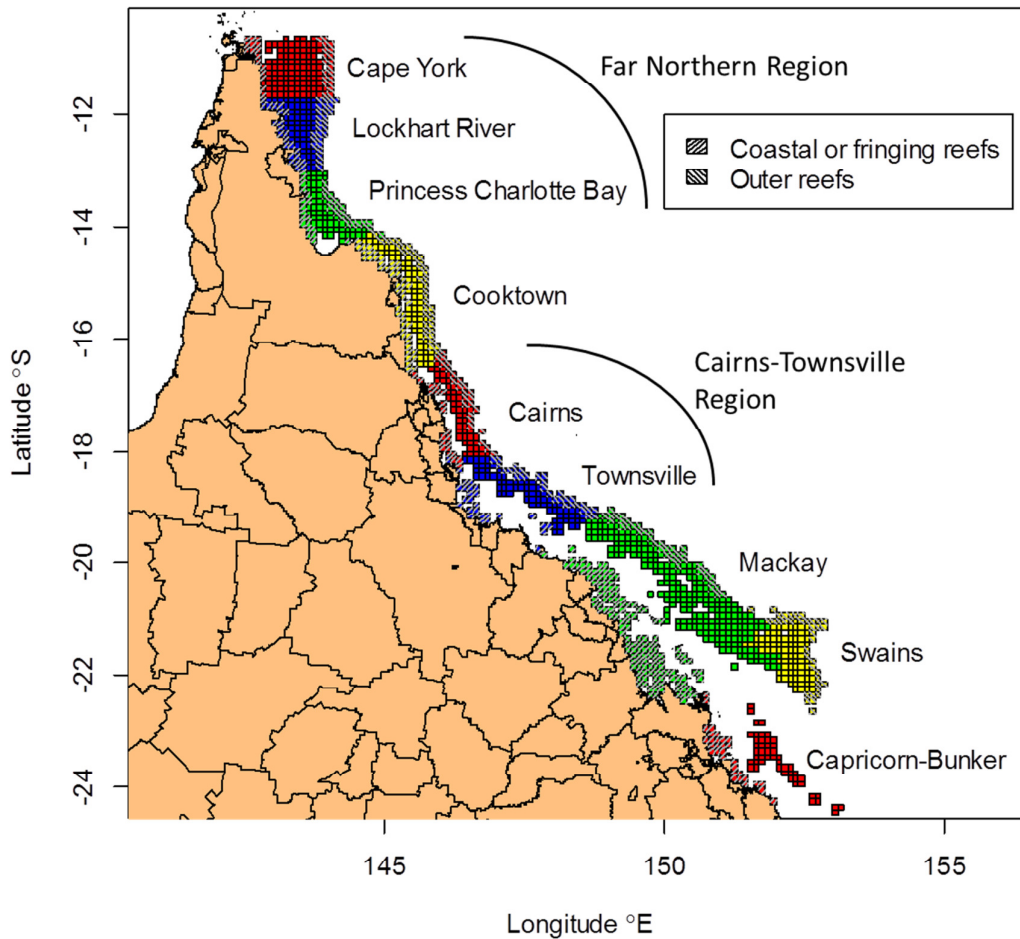 Cape York
Far Northern Region
Lockhart River
Coastal or fringing reefs
Outer reefs
Princess Charlotte Bay
Cooktown
Cairns-Townsville
Region
Cairns
Townsville
Mackay
Swains
Capricorn-Bunker
-12
-14
-16
-18
-20
-22
-24
Latitude °S
145
150
155
Longitude °E